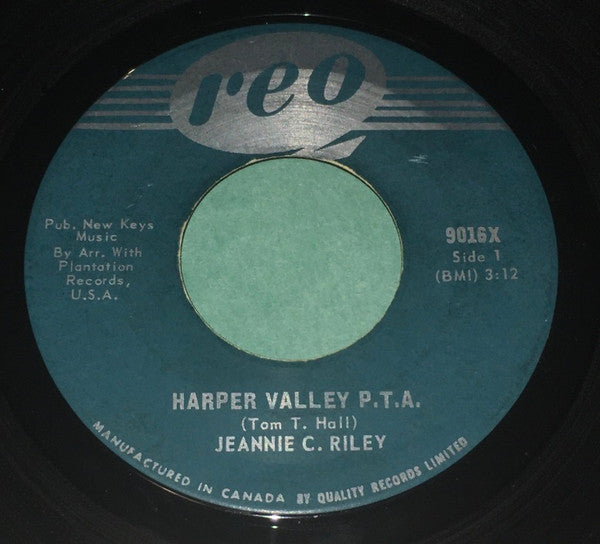 reo
Pub. New Keys
Music
By Arr. With
Plantation
Records,
U.S.A.
9016X
Side 1
(BMI) 3:12
HARPER VALLEY P.T.A.
(Tom T. Hall)
JEANNIE C. RILEY
MANUFACTURED IN CANADA BY QUALITY RECORDS LIMITED